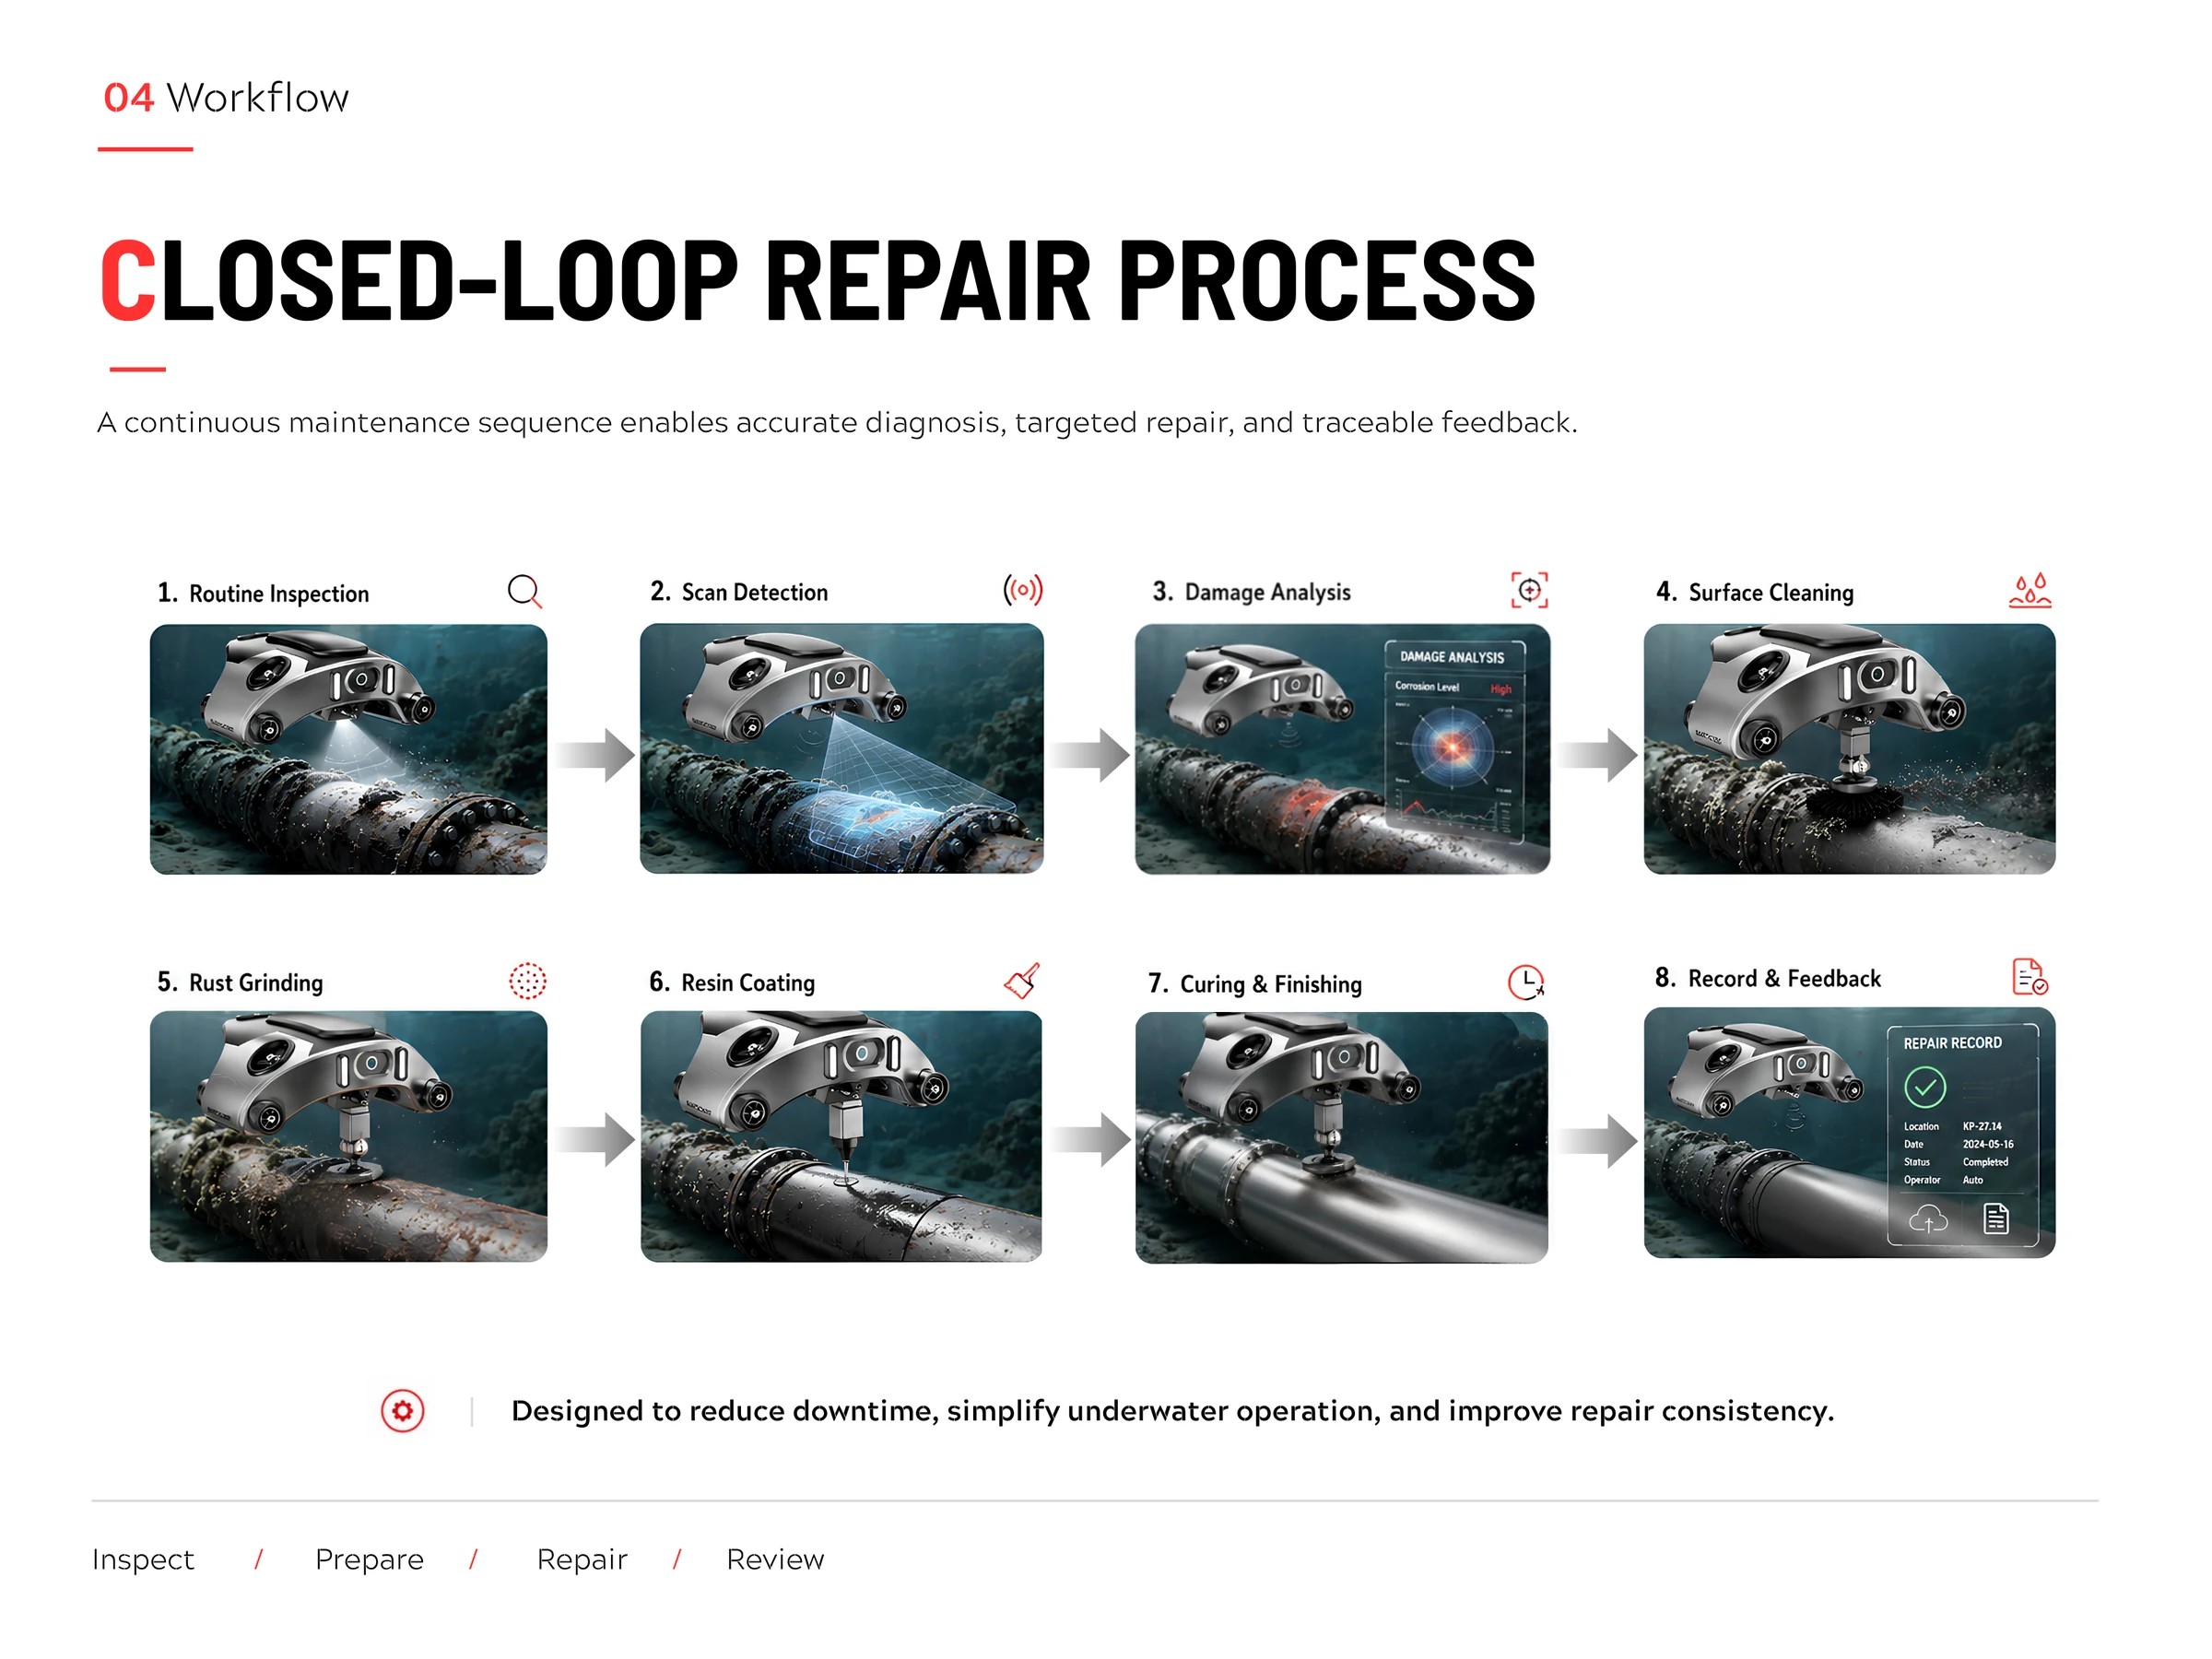 04 Workflow
CLOSED-LOOP REPAIR PROCESS
A continuous maintenance sequence enables accurate diagnosis, targeted repair, and traceable feedback.
1. Routine Inspection
2. Scan Detection
3. Damage Analysis
4. Surface Cleaning
DAMAGE ANALYSIS
Corrosion Level High
5. Rust Grinding
6. Resin Coating
7. Curing & Finishing
8. Record & Feedback
REPAIR RECORD
Location KP-27.14
Date 2024-05-16
Status Completed
Operator Auto
Designed to reduce downtime, simplify underwater operation, and improve repair consistency.
Inspect / Prepare / Repair / Review